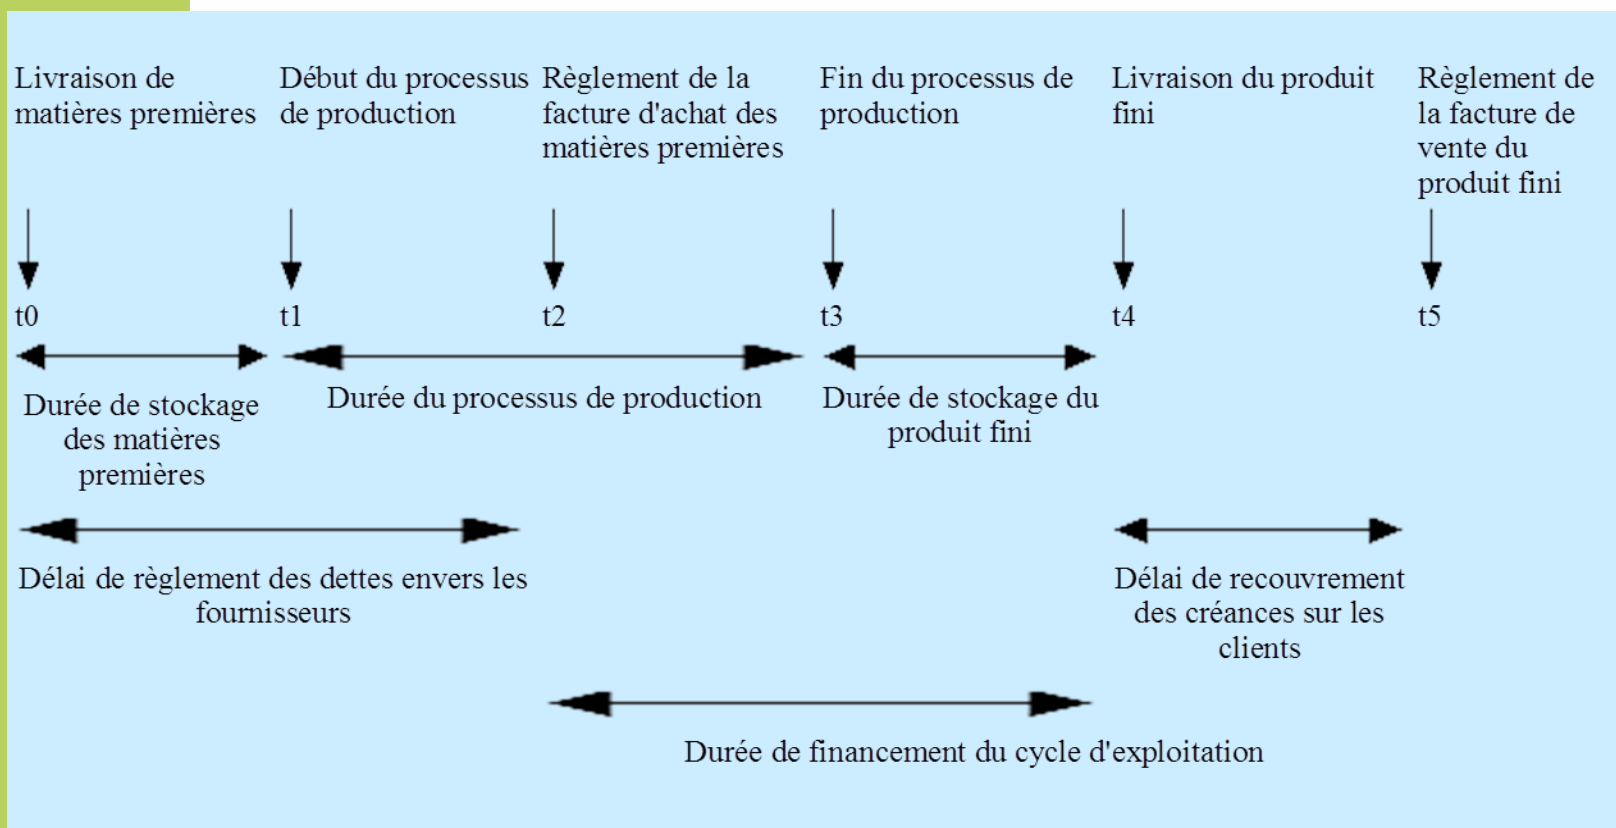 Livraison de
matières premières
Début du processus
de production
Règlement de la
facture d'achat des
matières premières
Fin du processus de
production
Livraison du produit
fini
Règlement de
la facture de
vente du
produit fini
t0
t1
t2
t3
t4
t5
Durée de stockage
des matières
premières
Durée du processus de production
Durée de stockage du
produit fini
Délai de règlement des dettes envers les
fournisseurs
Délai de recouvrement
des créances sur les
clients
Durée de financement du cycle d'exploitation